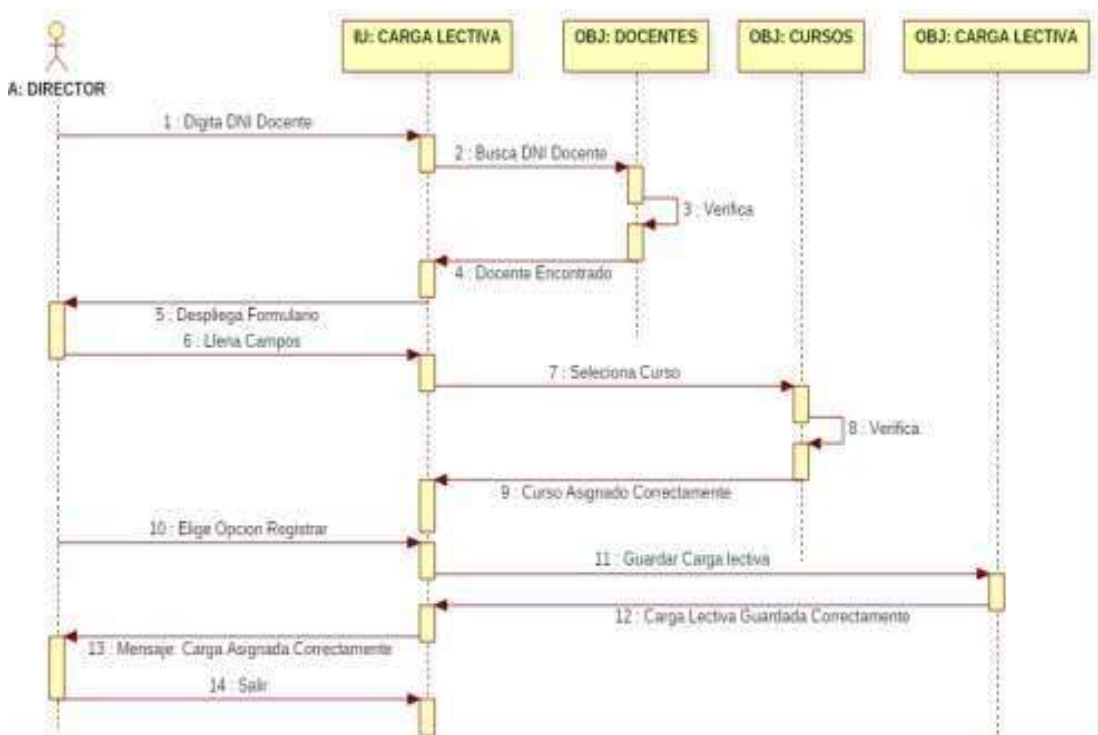 IU: CARGA LECTIVA
OBJ: DOCENTES
OBJ: CURSOS
OBJ: CARGA LECTIVA
A: DIRECTOR
1 : Digita DNI Docente
2 : Busca DNI Docente
3 : Verifica
4 : Docente Encontrado
5 : Despliega Formulario
6 : Llena Campos
7 : Seleciona Curso
8 : Verifica
9 : Curso Asignado Correctamente
10 : Elige Opcion Registrar
11 : Guardar Carga lectiva
12 : Carga Lectiva Guardada Correctamente
13 : Mensaje: Carga Asignada Correctamente
14 : Salir